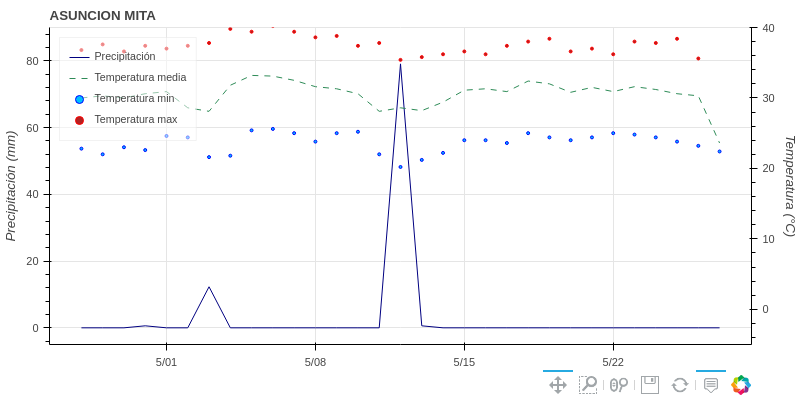 ASUNCION MITA
Precipitación
Temperatura media
Temperatura min
Temperatura max
Precipitación (mm)
80
60
40
20
0
40
30
20
10
0
Temperatura (°C)
5/01
5/08
5/15
5/22